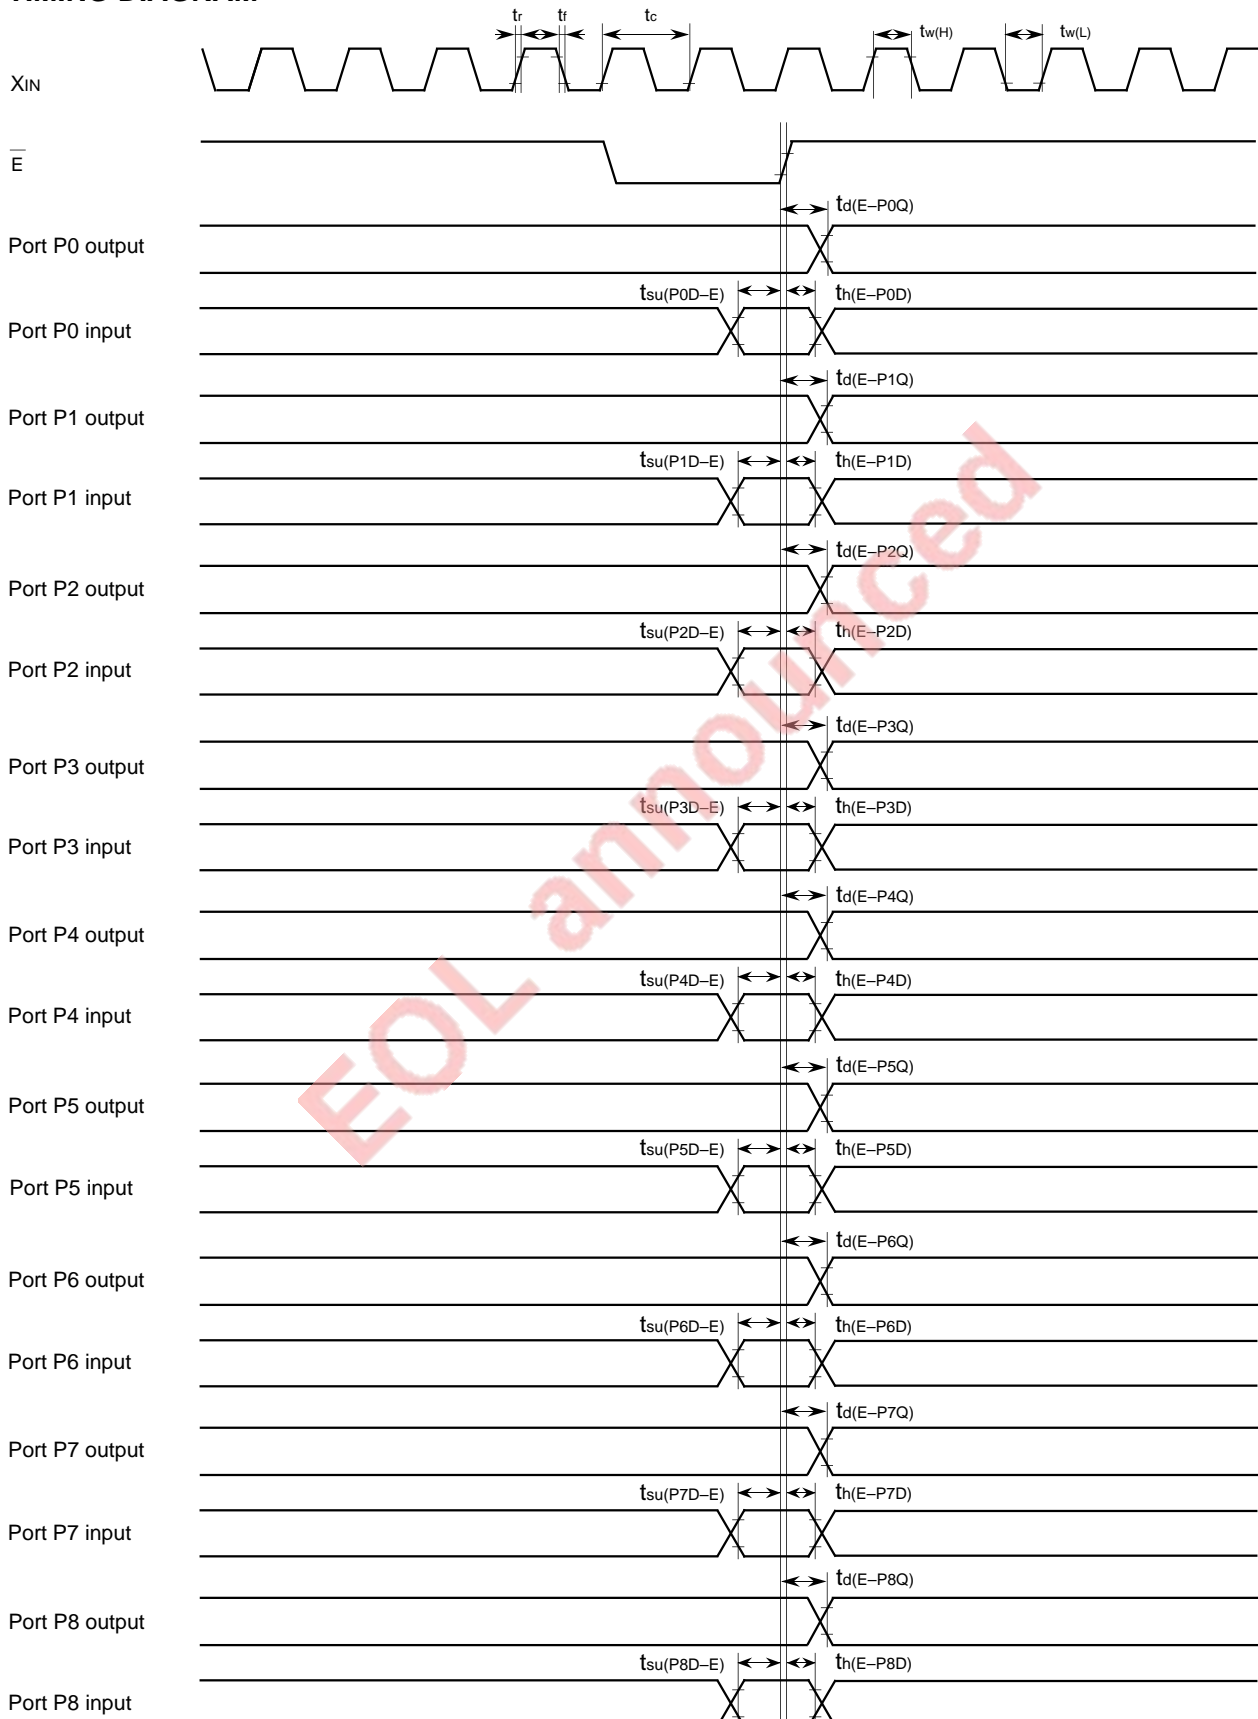 TIMING DIAGRAM
tr tf tc tw(H) tw(L)
XIN
E
td(E–P0Q)
Port P0 output
tsu(P0D–E) th(E–P0D)
Port P0 input
td(E–P1Q)
Port P1 output
tsu(P1D–E) th(E–P1D)
Port P1 input
td(E–P2Q)
Port P2 output
tsu(P2D–E) th(E–P2D)
Port P2 input
td(E–P3Q)
Port P3 output
tsu(P3D–E) th(E–P3D)
Port P3 input
td(E–P4Q)
Port P4 output
tsu(P4D–E) th(E–P4D)
Port P4 input
td(E–P5Q)
Port P5 output
tsu(P5D–E) th(E–P5D)
Port P5 input
td(E–P6Q)
Port P6 output
tsu(P6D–E) th(E–P6D)
Port P6 input
td(E–P7Q)
Port P7 output
tsu(P7D–E) th(E–P7D)
Port P7 input
td(E–P8Q)
Port P8 output
tsu(P8D–E) th(E–P8D)
Port P8 input
EOL announced